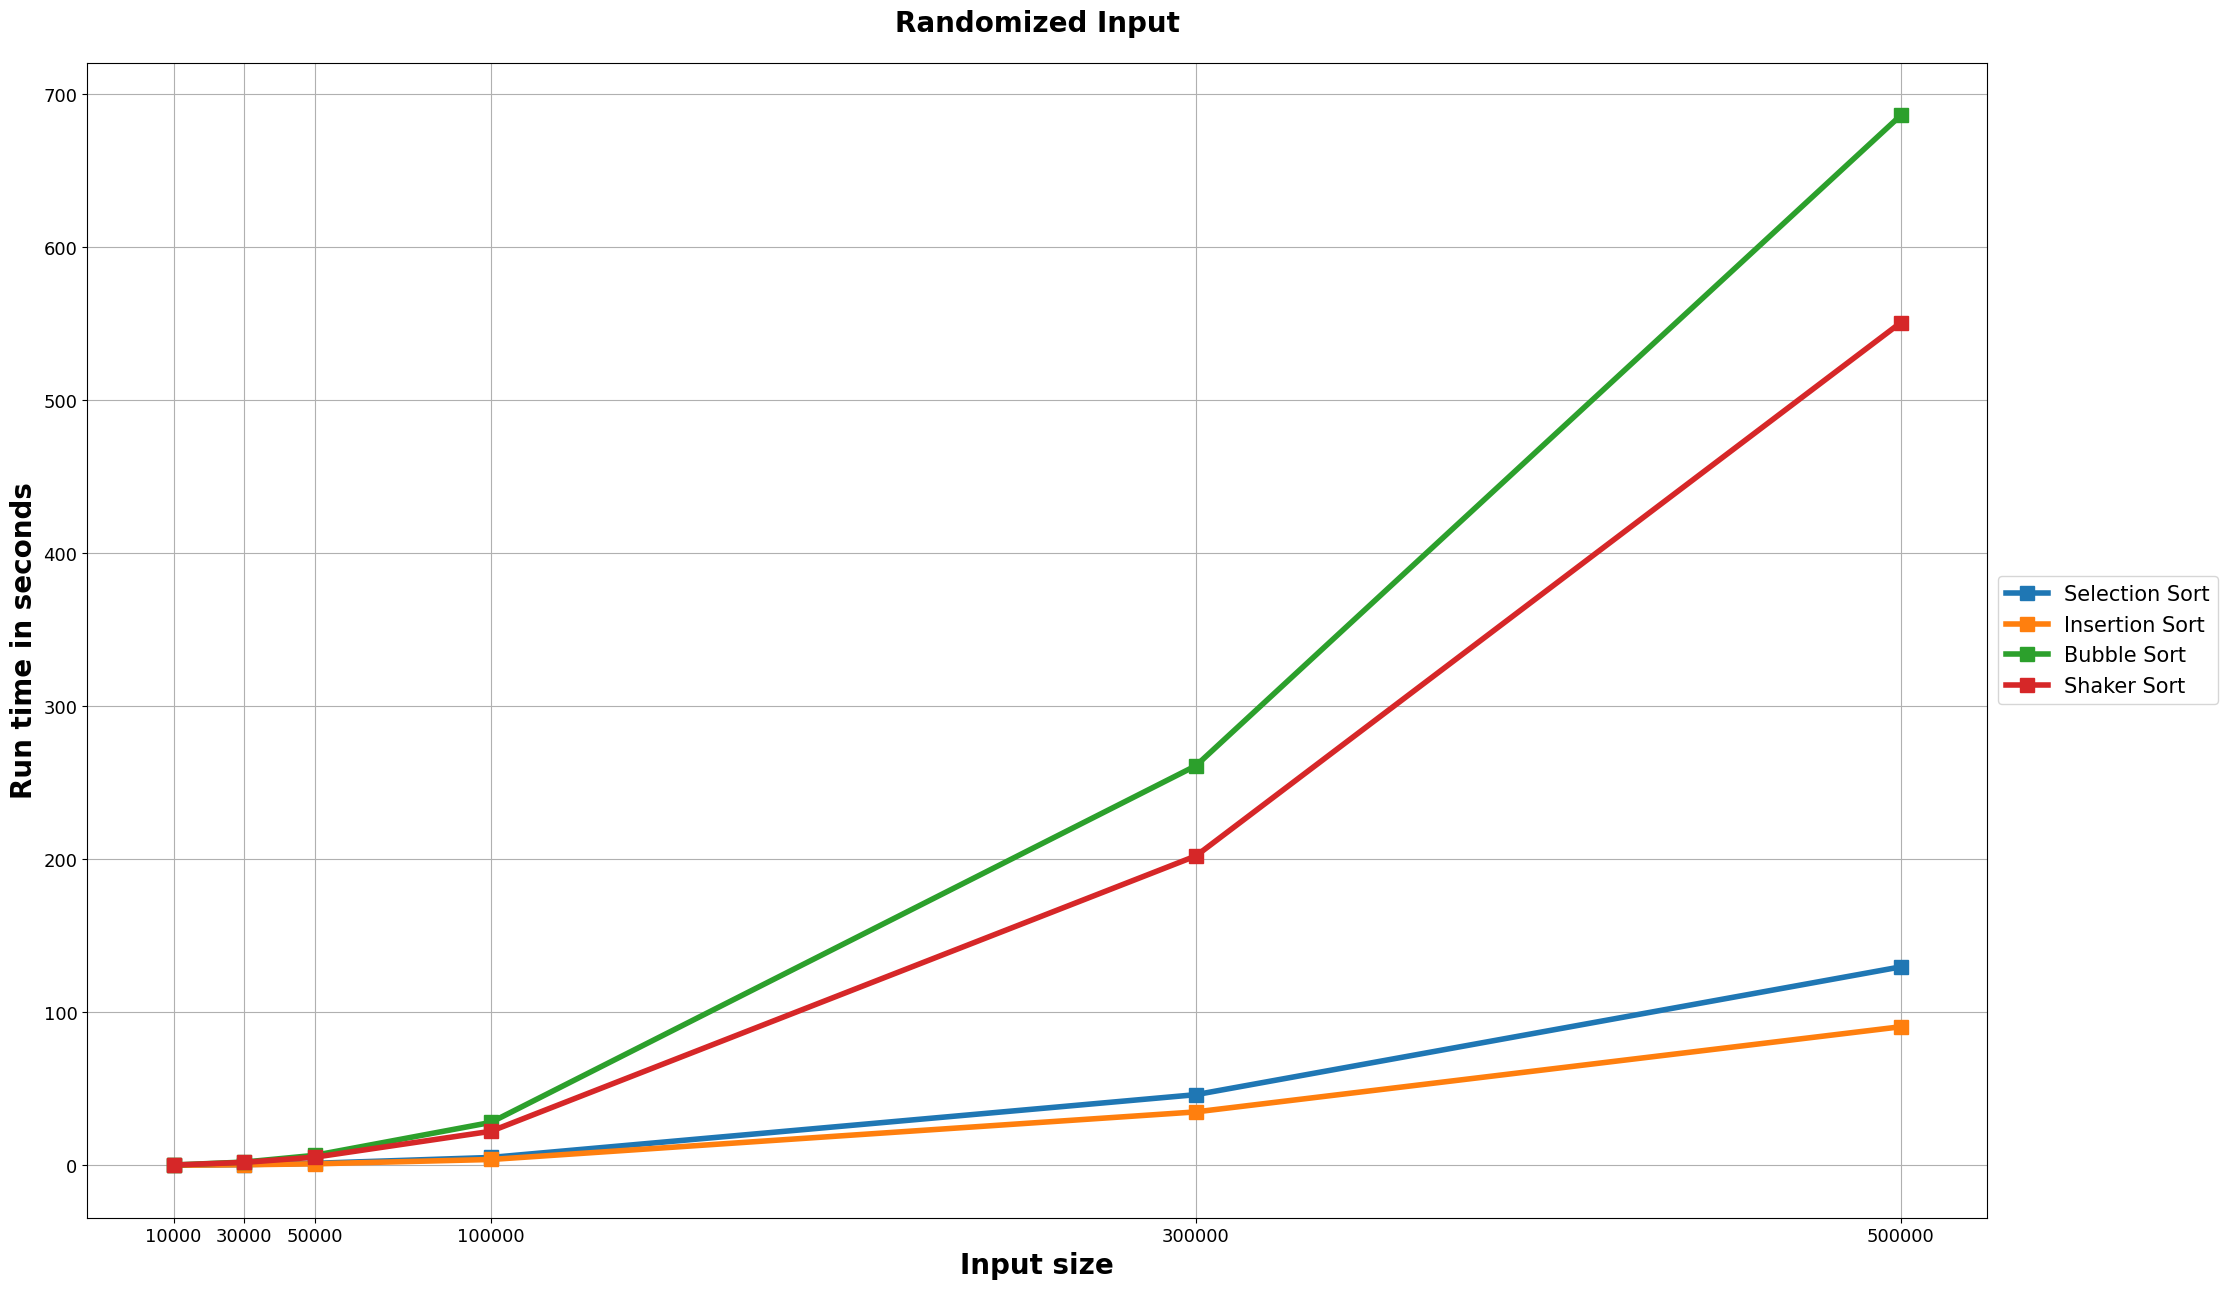 Randomized Input
700
600
500
400
300
200
100
0
Run time in seconds
10000 30000 50000 100000 300000 500000
Input size
Selection Sort
Insertion Sort
Bubble Sort
Shaker Sort